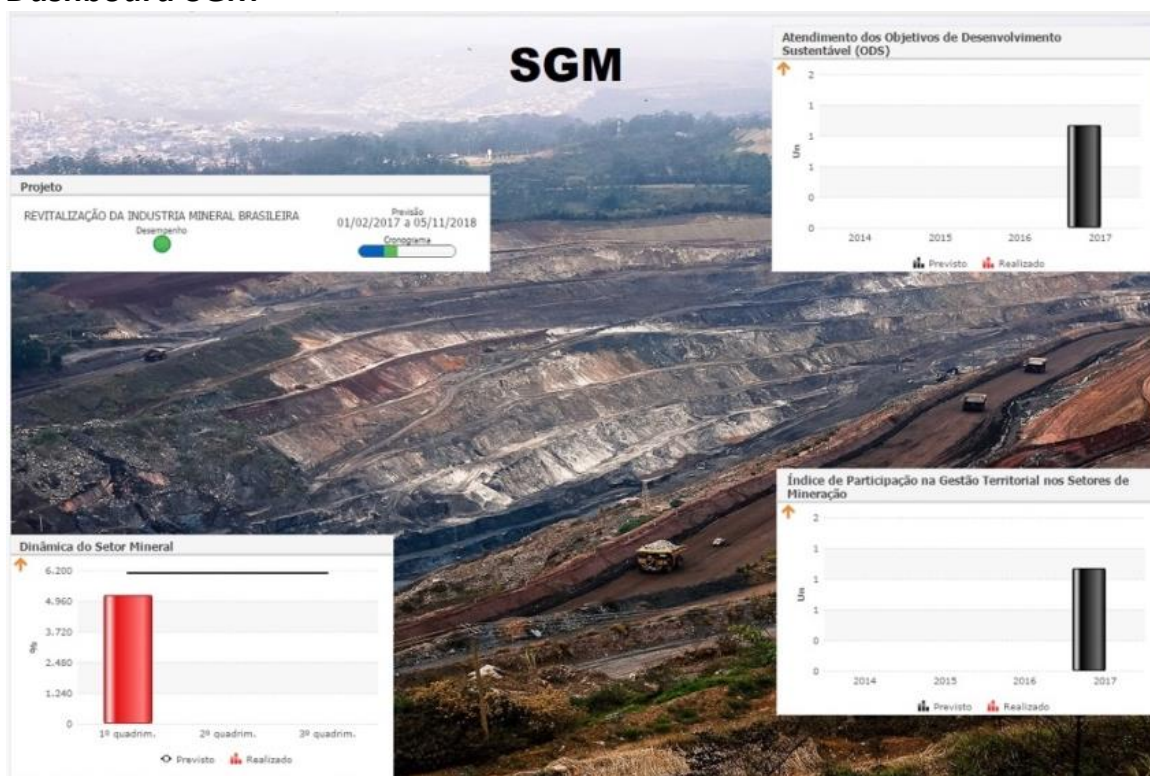 SGM
Projeto
REVITALIZAÇÃO DA INDUSTRIA MINERAL BRASILEIRA
Desempenho
Previsão
01/02/2017 a 05/11/2018
Cronograma
Atendimento dos Objetivos de Desenvolvimento
Sustentável (ODS)
Un
2
1
1
1
0
0
2014 2015 2016 2017
Previsto Realizado
Dinâmica do Setor Mineral
%
6.200
4.960
3.720
2.480
1.240
0
1º quadrim. 2º quadrim. 3º quadrim.
Previsto Realizado
Índice de Participação na Gestão Territorial nos Setores de
Mineração
Un
2
1
1
1
0
0
2014 2015 2016 2017
Previsto Realizado